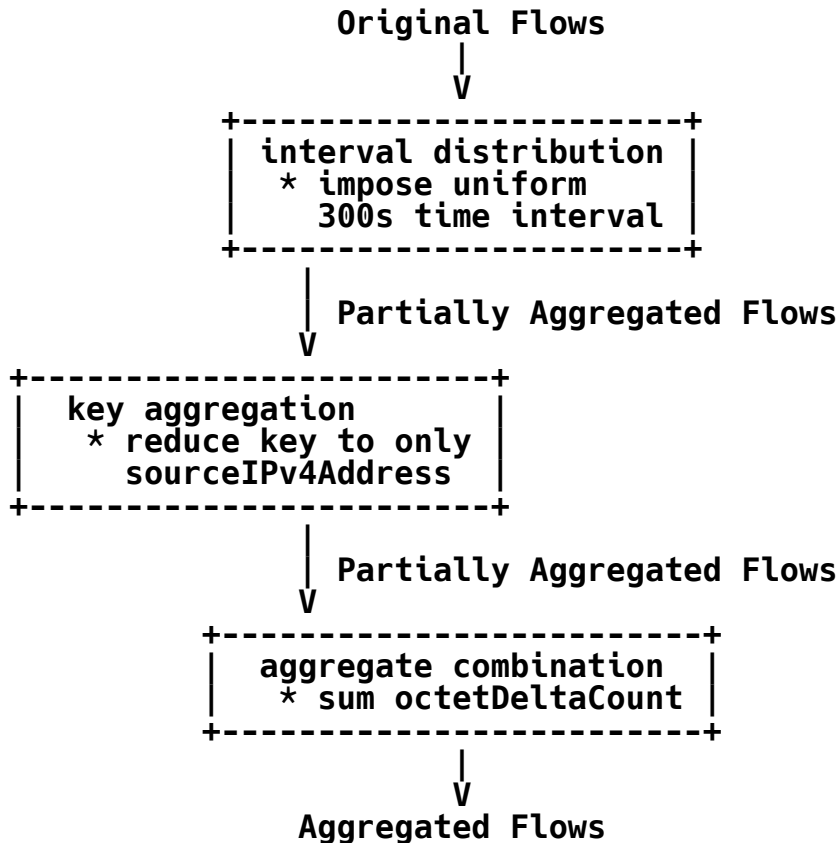 Original Flows
|
V
+-----------------------+
| interval distribution |
|  * impose uniform     |
|    300s time interval |
+-----------------------+
|
| Partially Aggregated Flows
V
+------------------------+
|  key aggregation       |
|   * reduce key to only |
|     sourceIPv4Address  |
+------------------------+
|
| Partially Aggregated Flows
V
+-------------------------+
|  aggregate combination  |
|   * sum octetDeltaCount |
+-------------------------+
|
V
Aggregated Flows